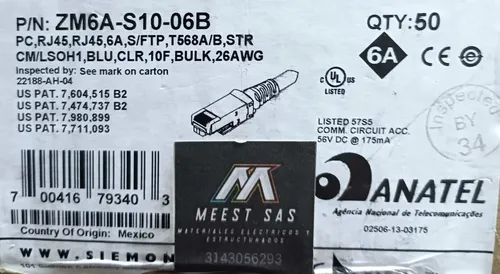 P/N: ZM6A-S10-06B
QTY: 50
PC,RJ45,RJ45,6A,S/FTP,T568A/B,STR
CM/LSOH1,BLU,CLR,10F,BULK,26AWG
6A
CE
Inspected by: See mark on carton
22188-AH-04
US PAT. 7,604,515 B2
US PAT. 7,474,737 B2
US PAT. 7,980,899
US PAT. 7,711,093
C UL US
LISTED
LISTED 57S5
COMM. CIRCUIT ACC.
56V DC @ 175mA
Inspected
BY
34
7 00416 79340 3
Country Of Origin: Mexico
WWW.SIEMON
MEEST SAS
MATERIALES ELECTRICOS Y
ESTRUCTURADOS
3143056293
ANATEL
Agência Nacional de Telecomunicações
02506-13-03175